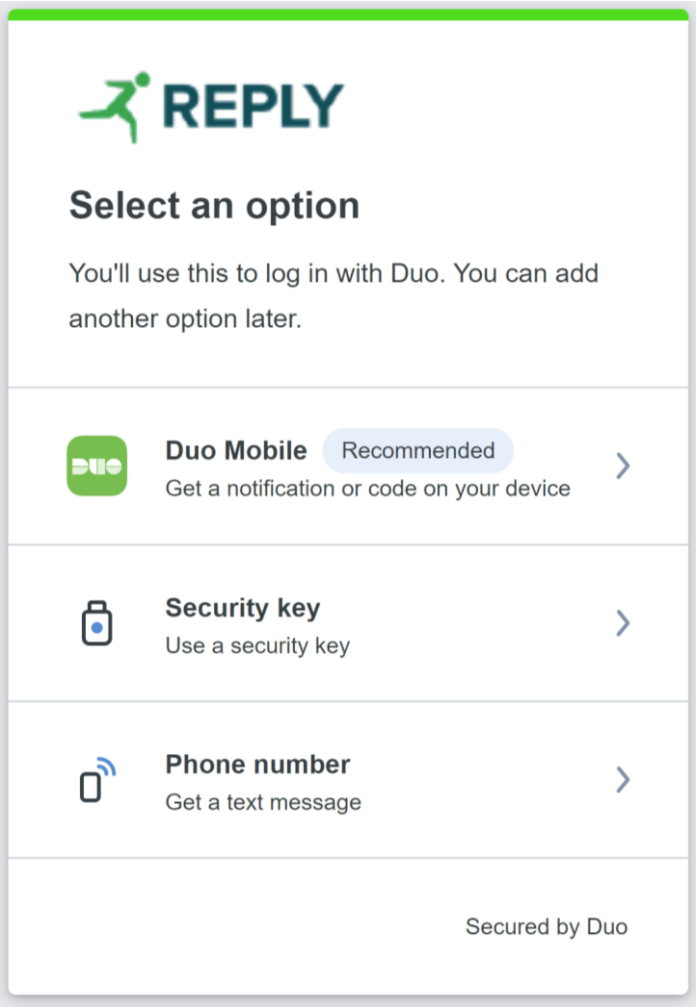 REPLY
Select an option
You'll use this to log in with Duo. You can add
another option later.
DUO
Duo Mobile Recommended
Get a notification or code on your device
Security key
Use a security key
Phone number
Get a text message
Secured by Duo